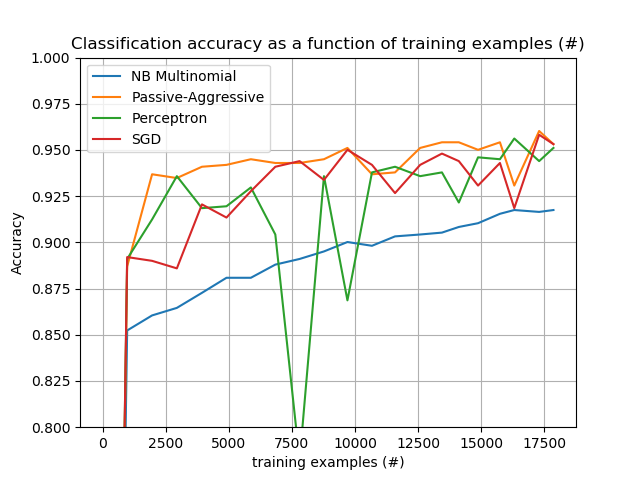 Classification accuracy as a function of training examples (#)
1.000
0.975
0.950
0.925
0.900
0.875
0.850
0.825
0.800
Accuracy
NB Multinomial
Passive-Aggressive
Perceptron
SGD
0 2500 5000 7500 10000 12500 15000 17500
training examples (#)